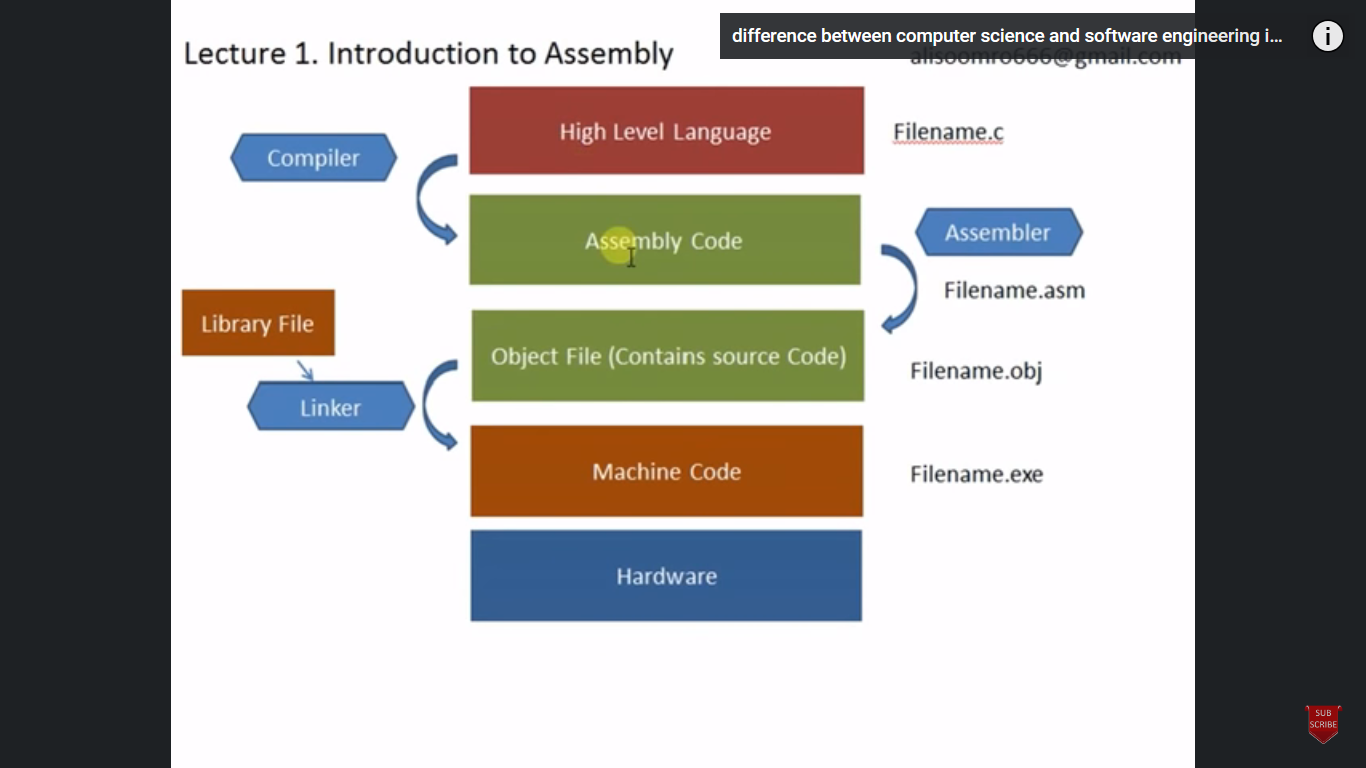 difference between computer science and software engineering i...
Lecture 1. Introduction to Assembly
alisoomro666@gmail.com
High Level Language
Filename.c
Compiler
Assembly Code
Assembler
Filename.asm
Library File
Object File (Contains source Code)
Filename.obj
Linker
Machine Code
Filename.exe
Hardware
SUB
SCRIBE